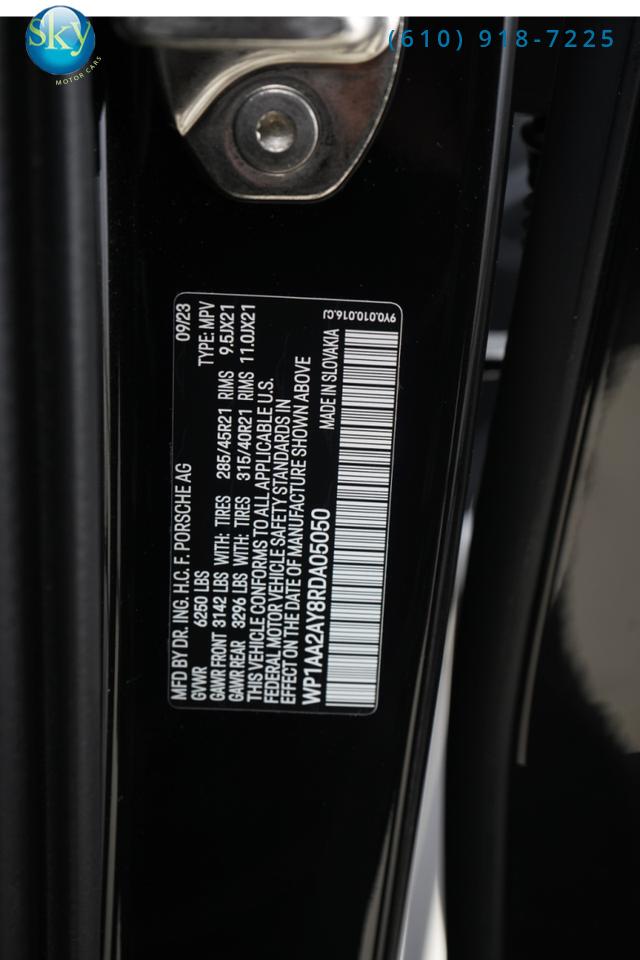 Sky
MOTOR CARS
(610) 918-7225
MFD BY DR. ING. H.C. F. PORSCHE AG 09/23
GVWR 6250 LBS TYPE: MPV
GAWR FRONT 3142 LBS WITH: TIRES 285/45R21 RIMS 9.5JX21
GAWR REAR 3296 LBS WITH: TIRES 315/40R21 RIMS 11.0JX21
THIS VEHICLE CONFORMS TO ALL APPLICABLE U.S.
FEDERAL MOTOR VEHICLE SAFETY STANDARDS IN
EFFECT ON THE DATE OF MANUFACTURE SHOWN ABOVE
WP1AA2AY8RDA05050 MADE IN SLOVAKIA
9Y0.010.016.CJ